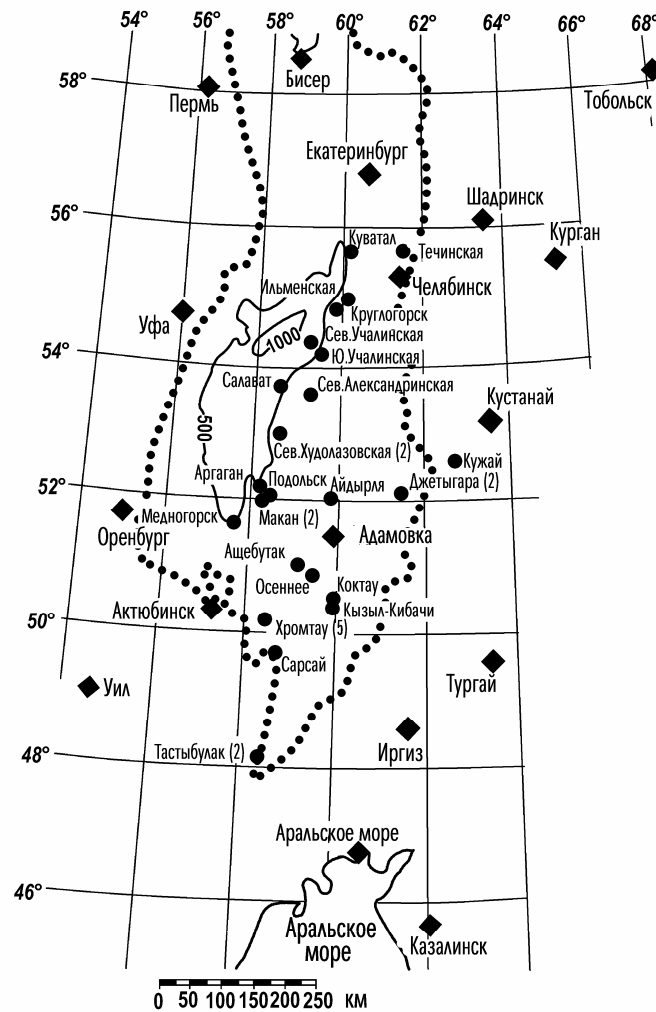 54° 56° 58° 60° 62° 64° 66° 68°
58°
Бисер
Пермь
Тобольск
Екатеринбург
56°
Шадринск
Курган
Куватал
Течинская
Ильменская
Челябинск
Круглогорск
Уфа
1000
Сев.Учалинская
54°
Ю.Учалинская
Салават
Сев.Александринская
Кустанай
500
Сев.Худолазовская (2)
Кужай
Аргаган
Подольск
Айдырля
Джетыгара (2)
52°
Медногорск
Макан (2)
Оренбург
Адамовка
Ащебутак
Осеннее
Коктау
Актюбинск
Кызыл-Кибачи
50°
Хромтау (5)
Сарсай
Уил
Тургай
Тастыбулак (2)
Иргиз
48°
Аральское море
46°
Аральское
море
Казалинск
0 50 100 150 200 250 км